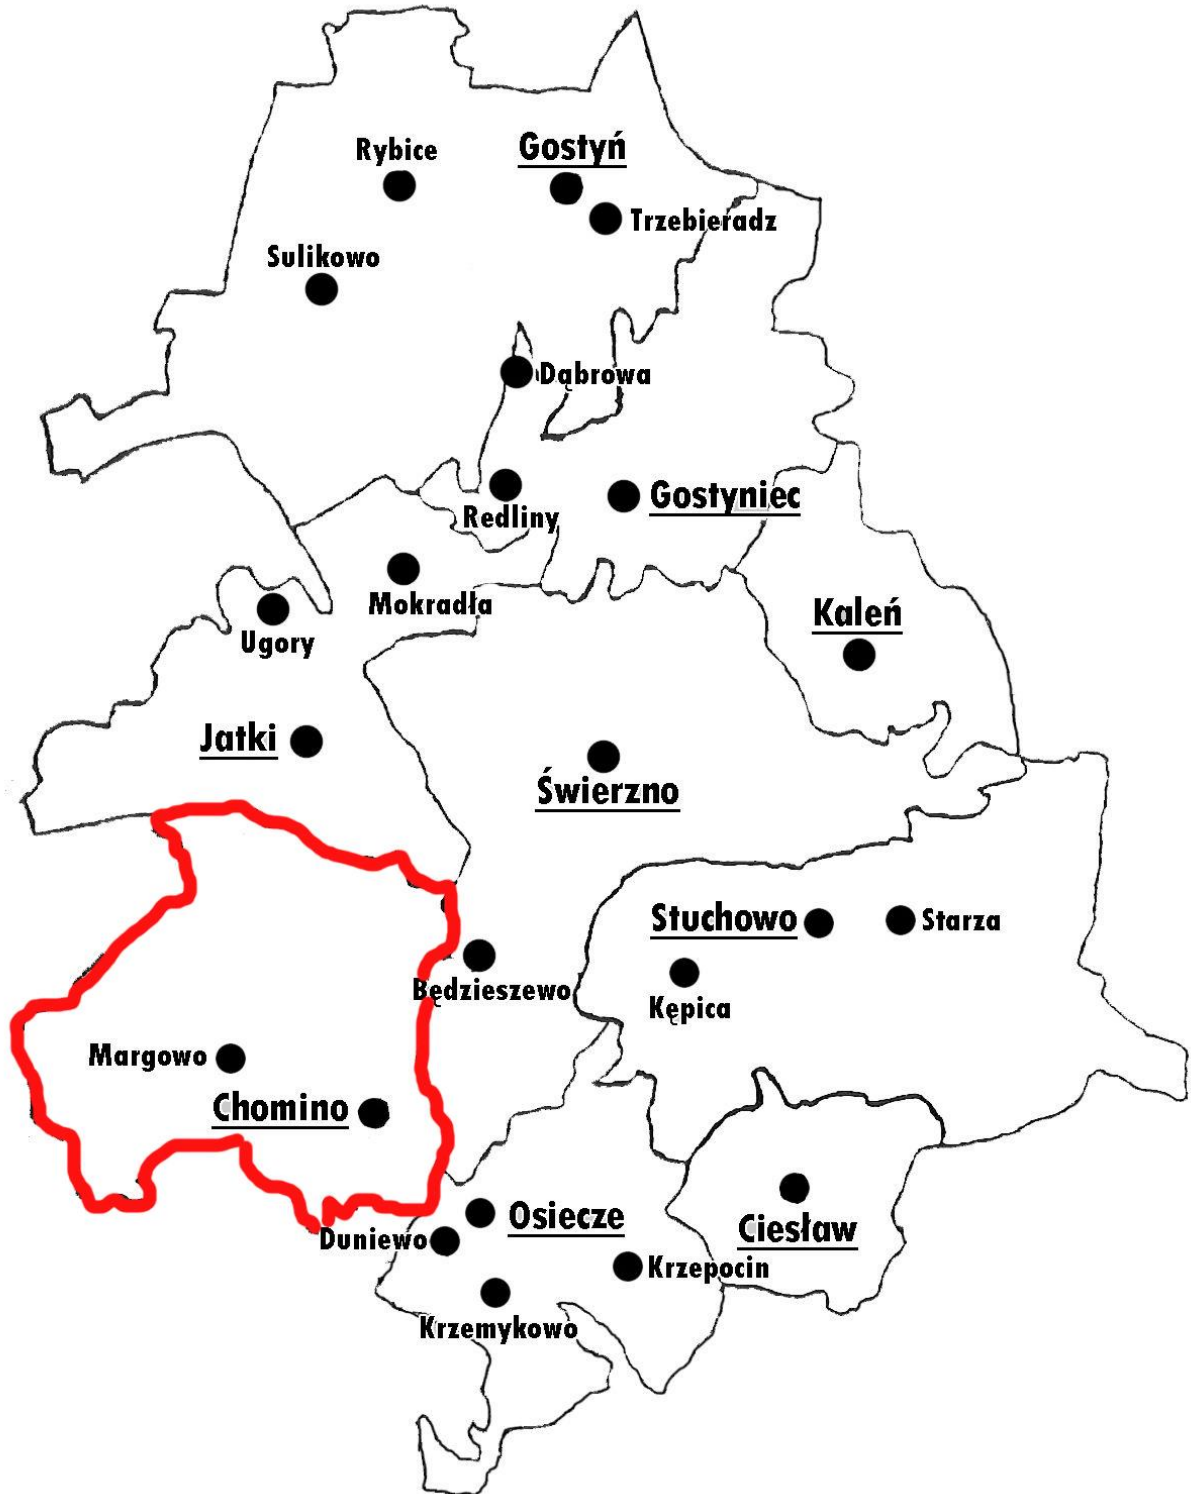 Rybice
Gostyń
Trzebieradz
Sulikowo
Dąbrowa
Redliny
Gostyniec
Mokradła
Ugory
Kaleń
Jatki
Świerzno
Stuchowo
Starza
Będzieszewo
Kępica
Margowo
Chomino
Osiecze
Duniewo
Ciesław
Krzepocin
Krzemykowo